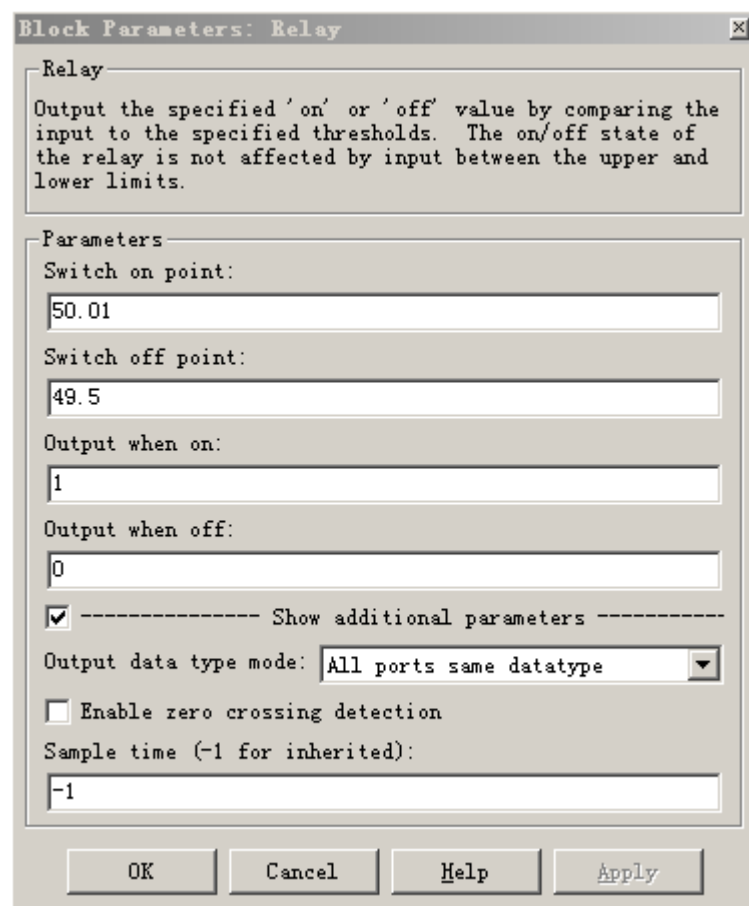 Block Parameters: Relay
Relay
Output the specified 'on' or 'off' value by comparing the
input to the specified thresholds.  The on/off state of
the relay is not affected by input between the upper and
lower limits.
Parameters
Switch on point:
50.01
Switch off point:
49.5
Output when on:
1
Output when off:
0
--------------- Show additional parameters -----------
Output data type mode: All ports same datatype
Enable zero crossing detection
Sample time (-1 for inherited):
-1
OK Cancel Help Apply